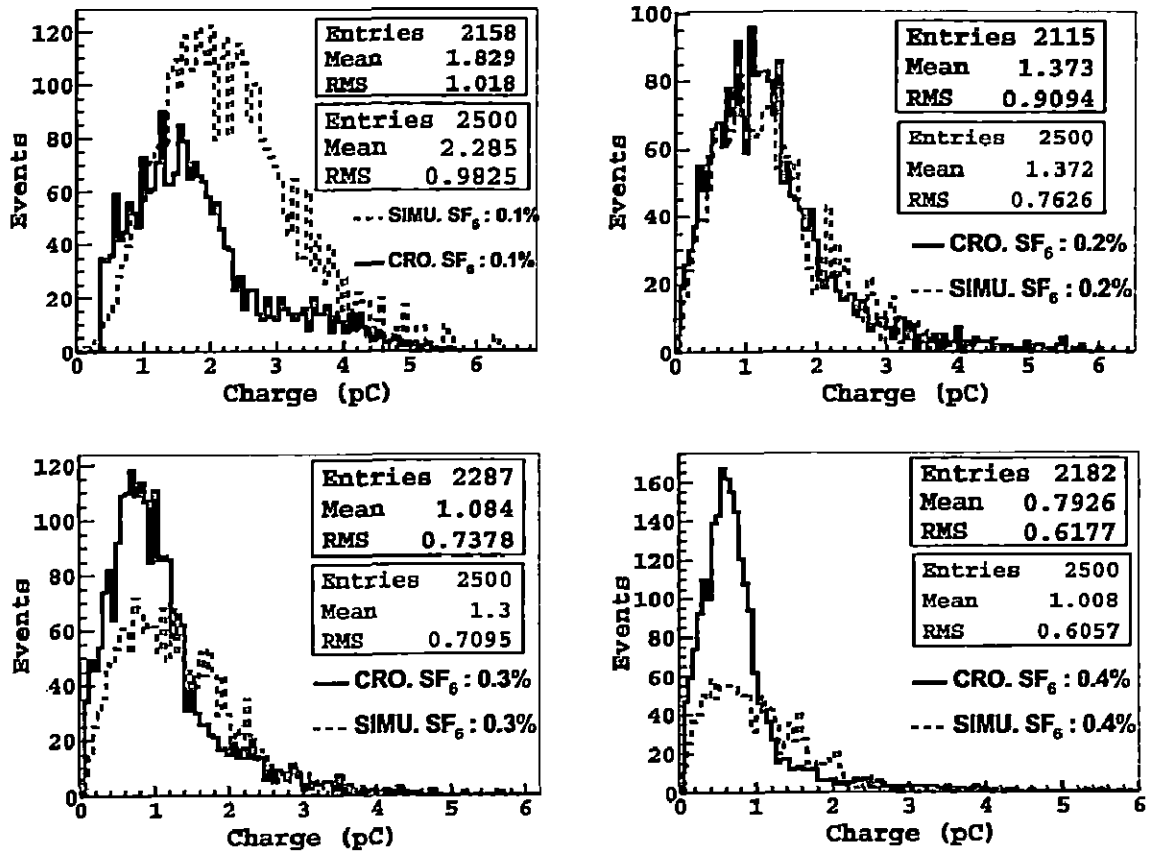 120
100
80
60
40
20
0
Events
0 1 2 3 4 5 6
Charge (pC)
Entries 2158
Mean 1.829
RMS 1.018
Entries 2500
Mean 2.285
RMS 0.9825
SIMU. SF6 : 0.1%
CRO. SF6 : 0.1%
100
80
60
40
20
0
Events
0 1 2 3 4 5 6
Charge (pC)
Entries 2115
Mean 1.373
RMS 0.9094
Entries 2500
Mean 1.372
RMS 0.7626
CRO. SF6 : 0.2%
SIMU. SF6 : 0.2%
120
100
80
60
40
20
0
Events
0 1 2 3 4 5 6
Charge (pC)
Entries 2287
Mean 1.084
RMS 0.7378
Entries 2500
Mean 1.3
RMS 0.7095
CRO. SF6 : 0.3%
SIMU. SF6 : 0.3%
160
140
120
100
80
60
40
20
0
Events
0 1 2 3 4 5 6
Charge (pC)
Entries 2182
Mean 0.7926
RMS 0.6177
Entries 2500
Mean 1.008
RMS 0.6057
CRO. SF6 : 0.4%
SIMU. SF6 : 0.4%